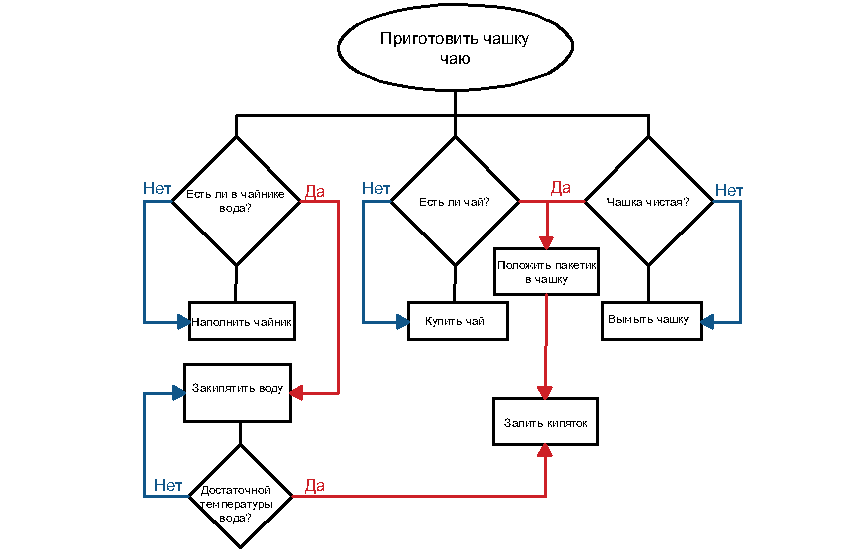 Приготовить чашку
чаю
Нет
Есть ли в чайнике
вода?
Да
Нет
Есть ли чай?
Да
Чашка чистая?
Нет
Положить пакетик
в чашку
Наполнить чайник
Купить чай
Вымыть чашку
Закипятить воду
Залить кипяток
Нет
Достаточной
температуры
вода?
Да